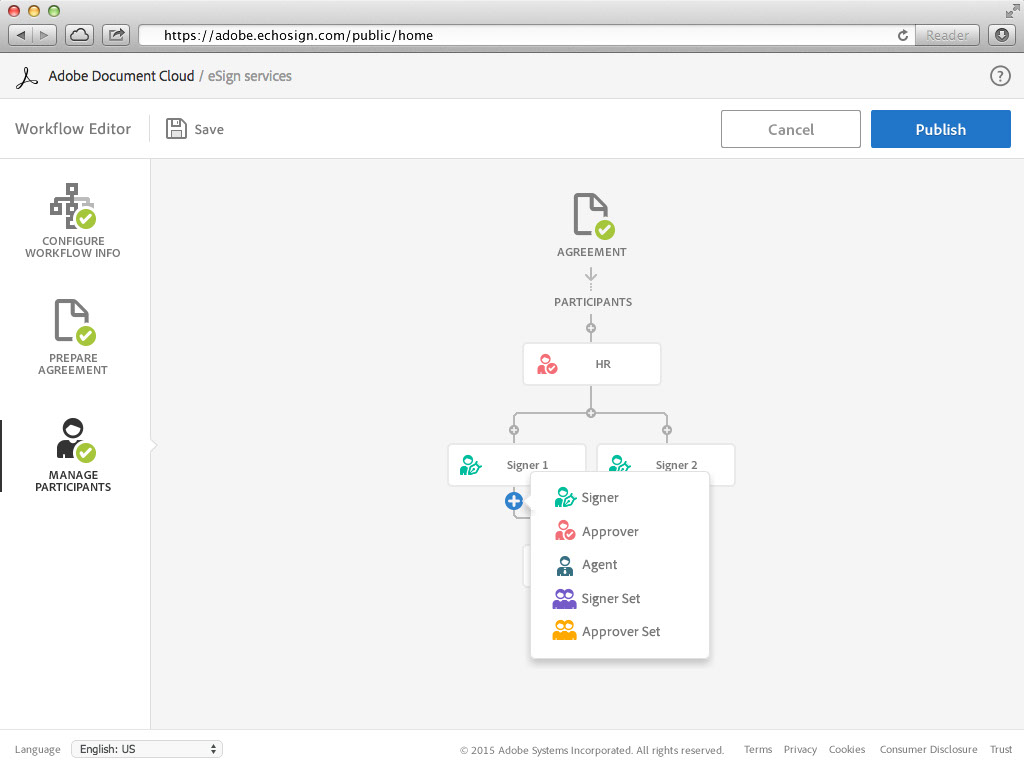 https://adobe.echosign.com/public/home
Reader
Adobe Document Cloud / eSign services
?
Workflow Editor
Save
Cancel
Publish
CONFIGURE
WORKFLOW INFO
PREPARE
AGREEMENT
MANAGE
PARTICIPANTS
AGREEMENT
PARTICIPANTS
HR
Signer 1
Signer 2
Signer
Approver
Agent
Signer Set
Approver Set
Language
English: US
© 2015 Adobe Systems Incorporated. All rights reserved.
Terms
Privacy
Cookies
Consumer Disclosure
Trust